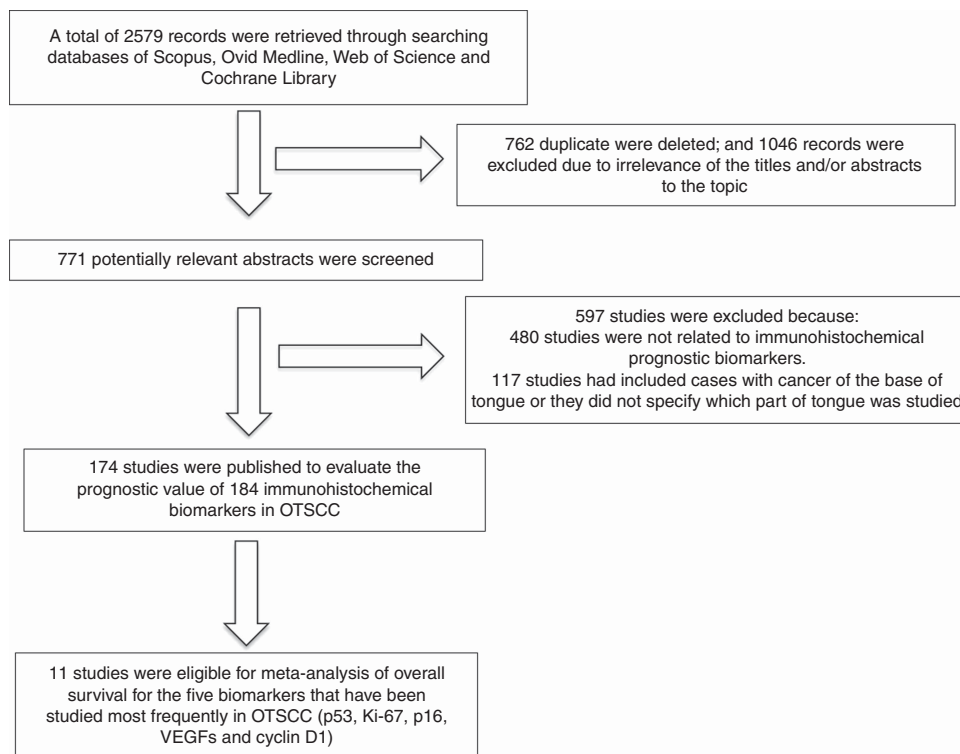 A total of 2579 records were retrieved through searching
databases of Scopus, Ovid Medline, Web of Science and
Cochrane Library
762 duplicate were deleted; and 1046 records were
excluded due to irrelevance of the titles and/or abstracts
to the topic
771 potentially relevant abstracts were screened
597 studies were excluded because:
480 studies were not related to immunohistochemical
prognostic biomarkers.
117 studies had included cases with cancer of the base of
tongue or they did not specify which part of tongue was studied
174 studies were published to evaluate the
prognostic value of 184 immunohistochemical
biomarkers in OTSCC
11 studies were eligible for meta-analysis of overall
survival for the five biomarkers that have been
studied most frequently in OTSCC (p53, Ki-67, p16,
VEGFs and cyclin D1)